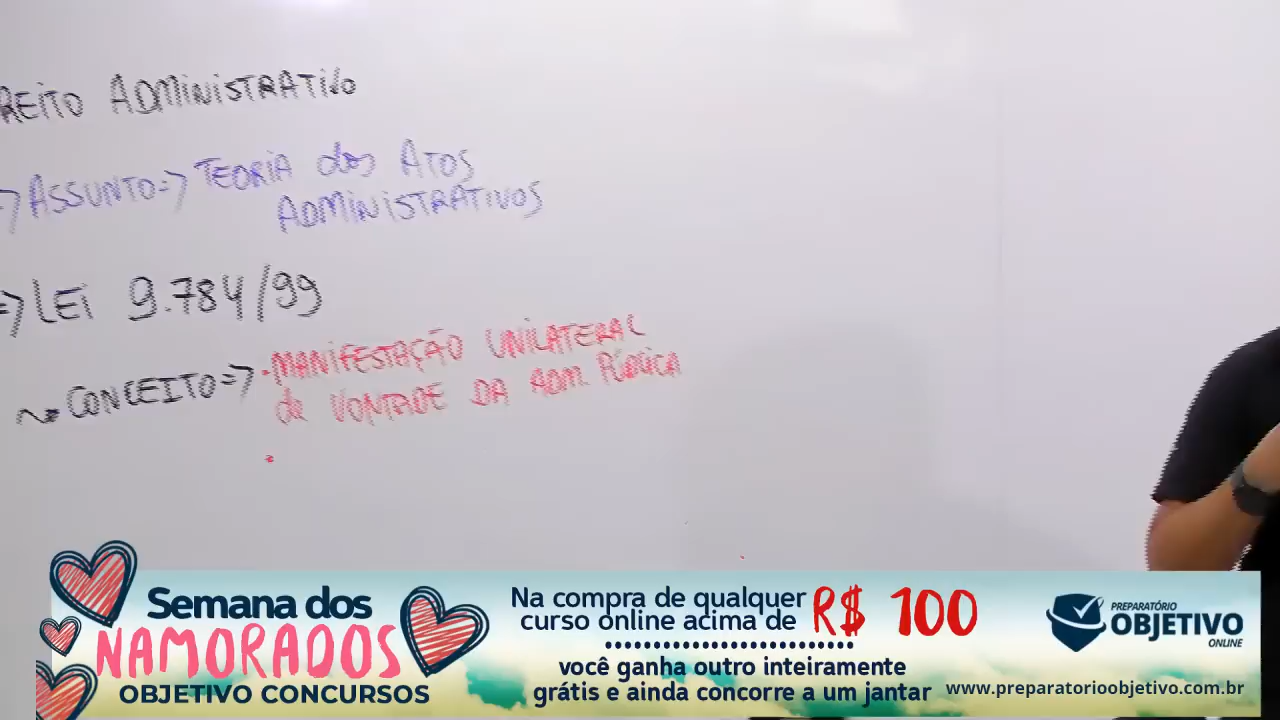 REITO ADMINISTRATIVO
=> ASSUNTO => TEORIA dos ATOS
ADMINISTRATIVOS
=> LEI 9.784/99
~> CONCEITO => • MANIFESTAÇÃO UNILATERAL
de VONTADE DA ADM. PÚBLICA
Semana dos
NAMORADOS
OBJETIVO CONCURSOS
Na compra de qualquer
curso online acima de R$ 100
você ganha outro inteiramente
grátis e ainda concorre a um jantar
PREPARATÓRIO
OBJETIVO
ONLINE
www.preparatorioobjetivo.com.br